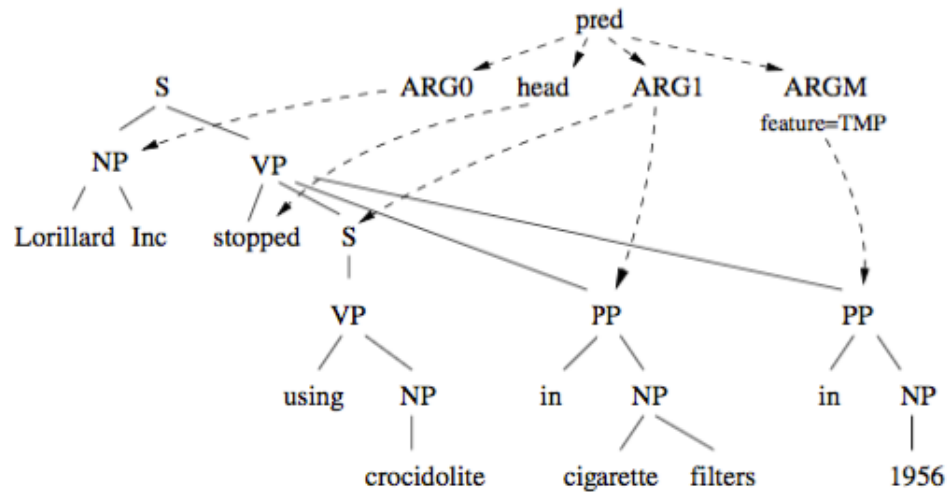 pred
S ARG0 head ARG1 ARGM
feature=TMP
NP VP
Lorillard Inc stopped S
VP PP PP
using NP in NP in NP
crocidolite cigarette filters 1956